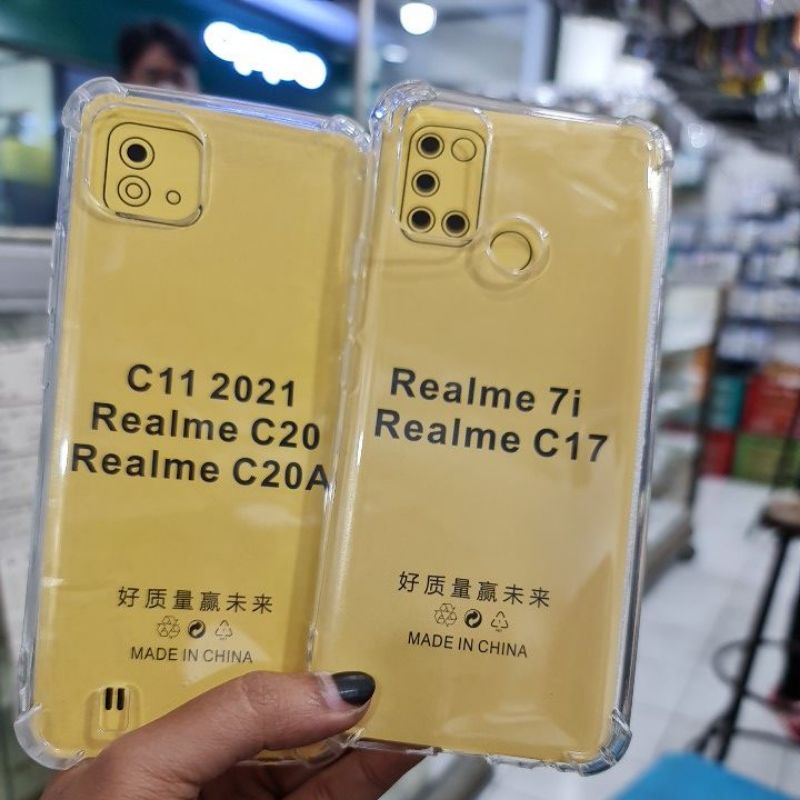 oppo
C11 2021
Realme C20
Realme C20A
好质量赢未来
MADE IN CHINA
Realme 7i
Realme C17
好质量赢未来
MADE IN CHINA